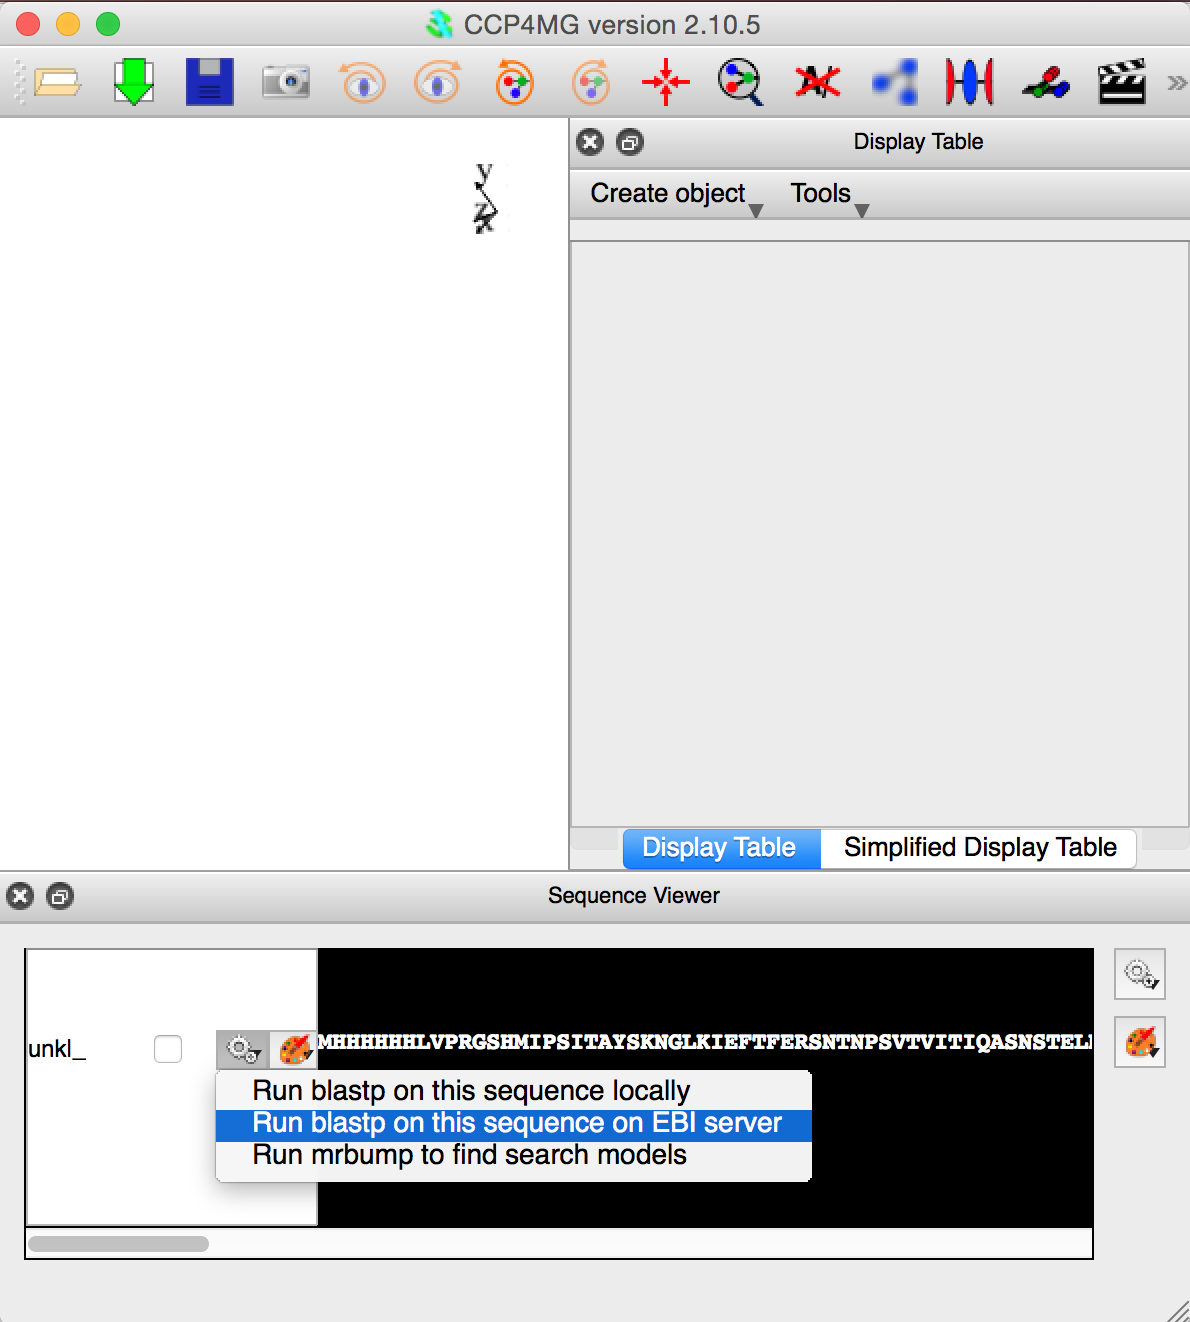 CCP4MG version 2.10.5
Display Table
Create object Tools
y
z
x
Display Table Simplified Display Table
Sequence Viewer
unkl_ MHHHHHHLVPRGSHMIPSITAYSKNGLKIEFTFERSNTNPSVTVITIQASNSTEL
Run blastp on this sequence locally
Run blastp on this sequence on EBI server
Run mrbump to find search models